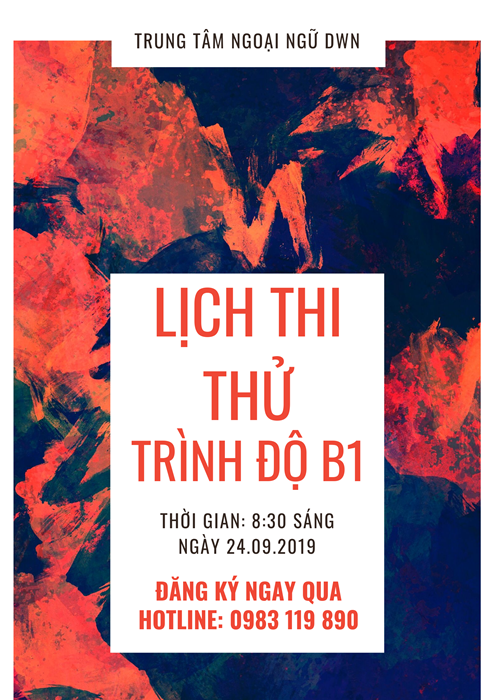 TRUNG TÂM NGOẠI NGỮ DWN
LỊCH THI
THỬ
TRÌNH ĐỘ B1
THỜI GIAN: 8:30 SÁNG
NGÀY 24.09.2019
ĐĂNG KÝ NGAY QUA
HOTLINE: 0983 119 890